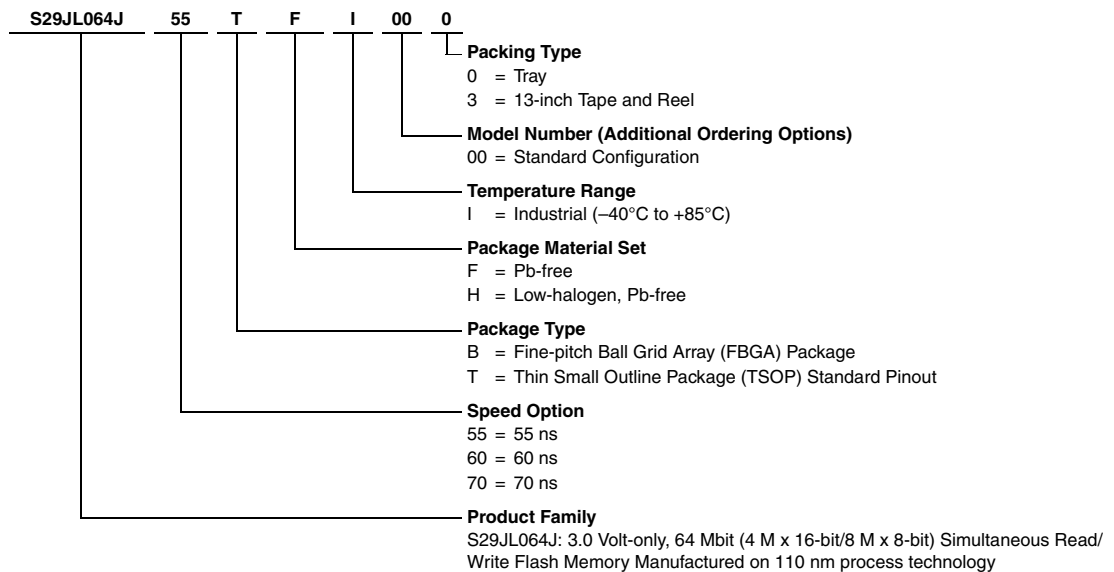 S29JL064J 55 T F I 00 0
Packing Type
0 = Tray
3 = 13-inch Tape and Reel
Model Number (Additional Ordering Options)
00 = Standard Configuration
Temperature Range
I = Industrial (–40°C to +85°C)
Package Material Set
F = Pb-free
H = Low-halogen, Pb-free
Package Type
B = Fine-pitch Ball Grid Array (FBGA) Package
T = Thin Small Outline Package (TSOP) Standard Pinout
Speed Option
55 = 55 ns
60 = 60 ns
70 = 70 ns
Product Family
S29JL064J: 3.0 Volt-only, 64 Mbit (4 M x 16-bit/8 M x 8-bit) Simultaneous Read/
Write Flash Memory Manufactured on 110 nm process technology